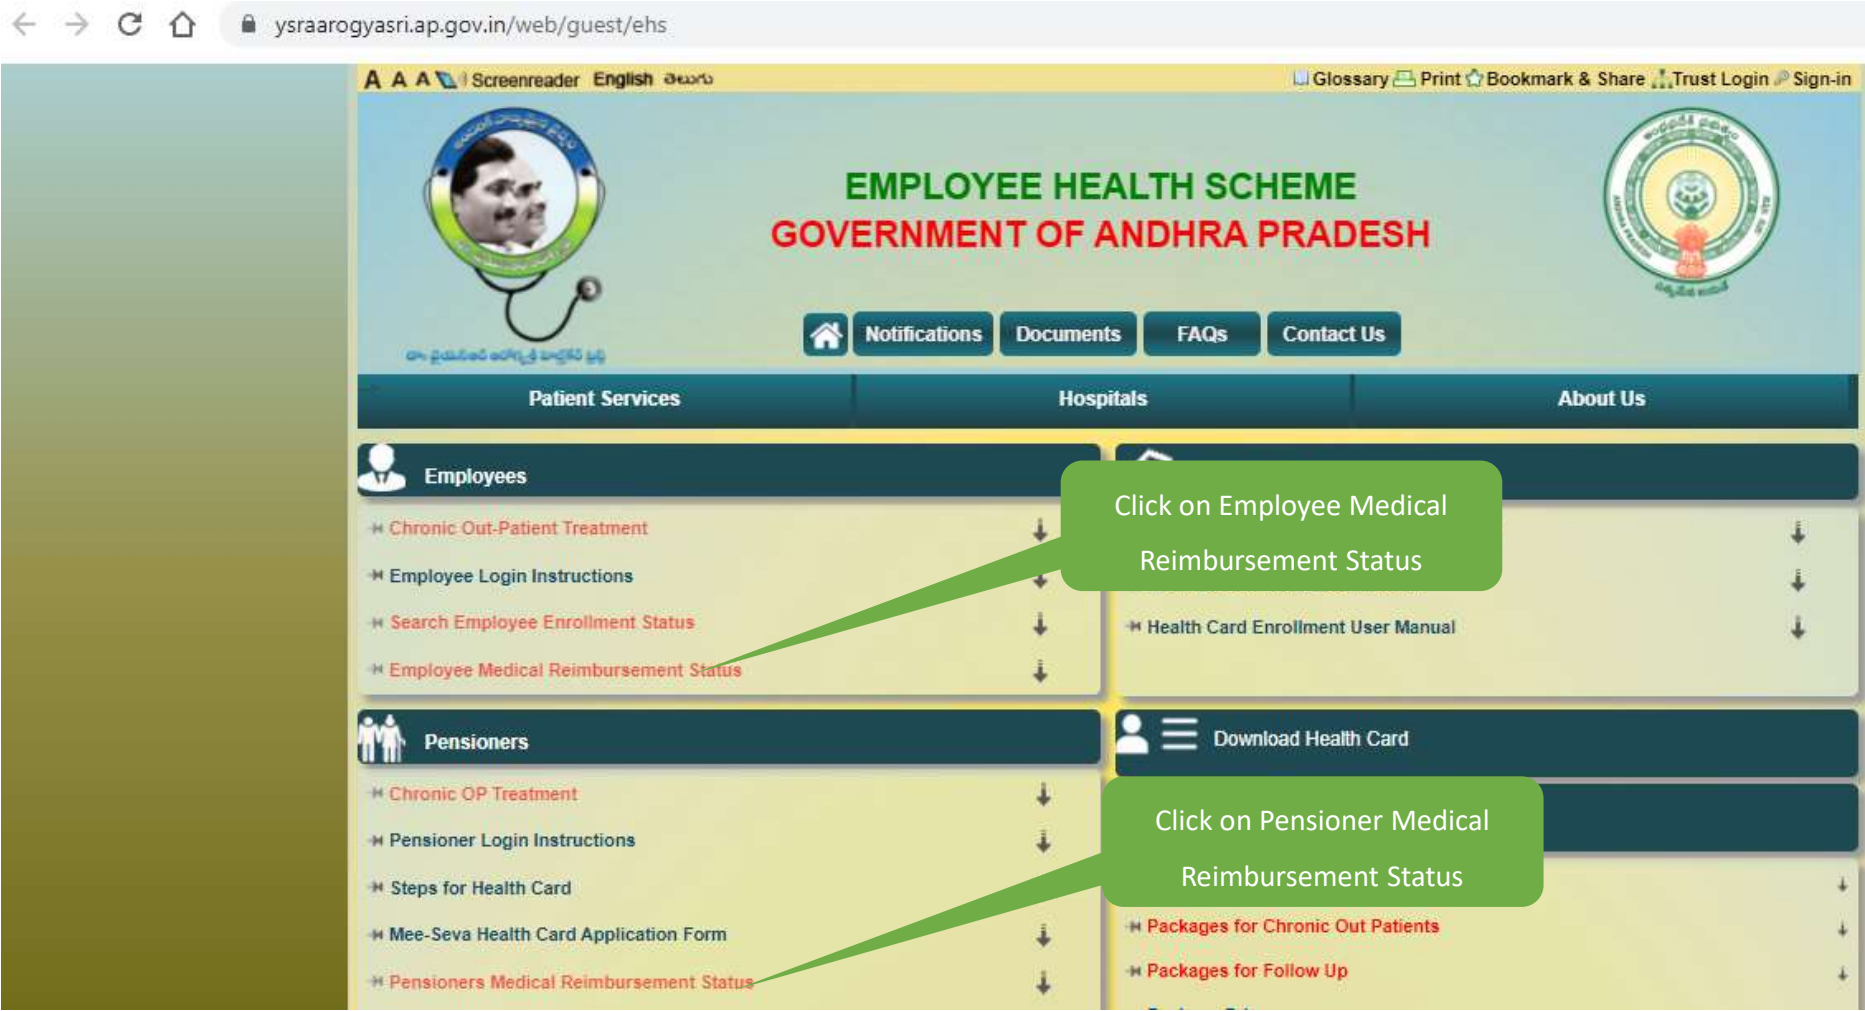 ysraarogyasri.ap.gov.in/web/guest/ehs
A A A Screenreader English తెలుగు
Glossary Print Bookmark & Share Trust Login Sign-in
EMPLOYEE HEALTH SCHEME
GOVERNMENT OF ANDHRA PRADESH
Notifications Documents FAQs Contact Us
Patient Services Hospitals About Us
Employees
Chronic Out-Patient Treatment
Employee Login Instructions
Search Employee Enrollment Status
Employee Medical Reimbursement Status
Click on Employee Medical
Reimbursement Status
Health Card Enrollment User Manual
Pensioners
Chronic OP Treatment
Pensioner Login Instructions
Steps for Health Card
Mee-Seva Health Card Application Form
Pensioners Medical Reimbursement Status
Download Health Card
Click on Pensioner Medical
Reimbursement Status
Packages for Chronic Out Patients
Packages for Follow Up